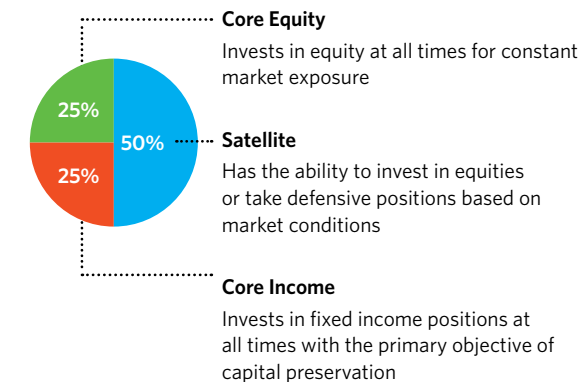 Core Equity
Invests in equity at all times for constant
market exposure
25%
50%
25%
Satellite
Has the ability to invest in equities
or take defensive positions based on
market conditions
Core Income
Invests in fixed income positions at
all times with the primary objective of
capital preservation